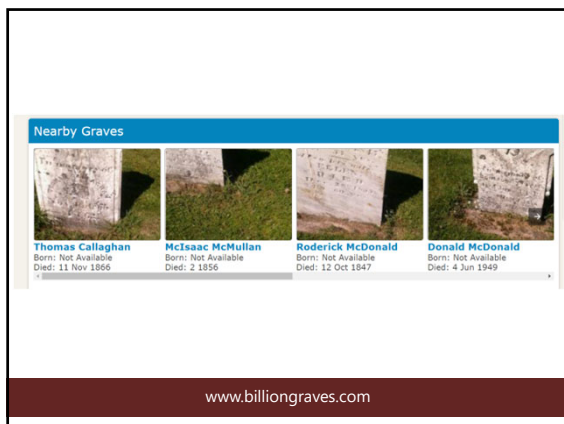 Nearby Graves
Thomas Callaghan
Born: Not Available
Died: 11 Nov 1866
McIsaac McMullan
Born: Not Available
Died: 2 1856
Roderick McDonald
Born: Not Available
Died: 12 Oct 1847
Donald McDonald
Born: Not Available
Died: 4 Jun 1949
www.billiongraves.com